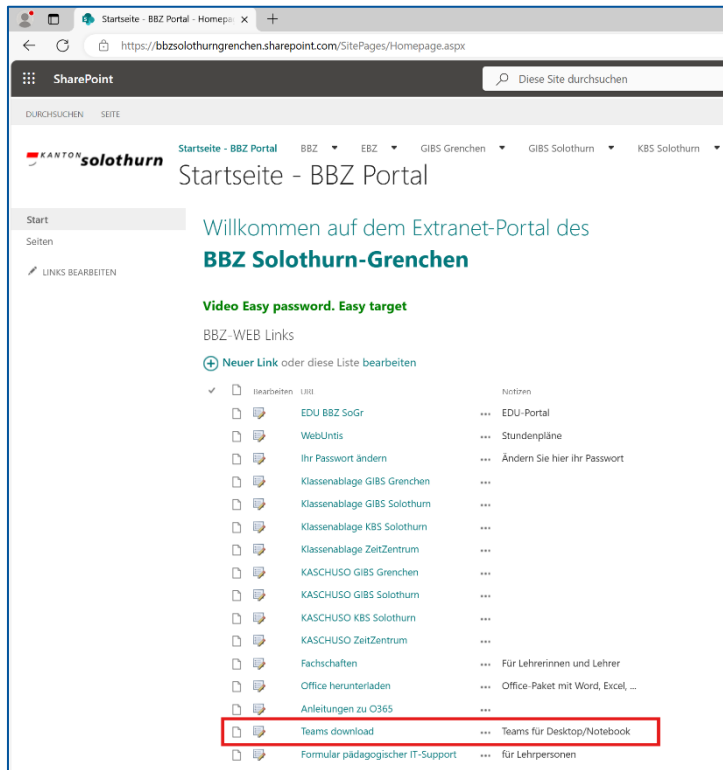 Startseite - BBZ Portal - Homepa
https://bbzsolothurngrenchen.sharepoint.com/SitePages/Homepage.aspx
SharePoint
Diese Site durchsuchen
DURCHSUCHEN SEITE
KANTON solothurn
Startseite - BBZ Portal BBZ EBZ GIBS Grenchen GIBS Solothurn KBS Solothurn
Startseite - BBZ Portal
Start
Seiten
LINKS BEARBEITEN
Willkommen auf dem Extranet-Portal des
BBZ Solothurn-Grenchen
Video Easy password. Easy target
BBZ-WEB Links
Neuer Link oder diese Liste bearbeiten
Bearbeiten URL Notizen
EDU BBZ SoGr ... EDU-Portal
WebUntis ... Stundenpläne
Ihr Passwort ändern ... Ändern Sie hier ihr Passwort
Klassenablage GIBS Grenchen ...
Klassenablage GIBS Solothurn ...
Klassenablage KBS Solothurn ...
Klassenablage ZeitZentrum ...
KASCHUSO GIBS Grenchen ...
KASCHUSO GIBS Solothurn ...
KASCHUSO KBS Solothurn ...
KASCHUSO ZeitZentrum ...
Fachschaften ... Für Lehrerinnen und Lehrer
Office herunterladen ... Office-Paket mit Word, Excel, ...
Anleitungen zu O365 ...
Teams download ... Teams für Desktop/Notebook
Formular pädagogischer IT-Support ... für Lehrpersonen